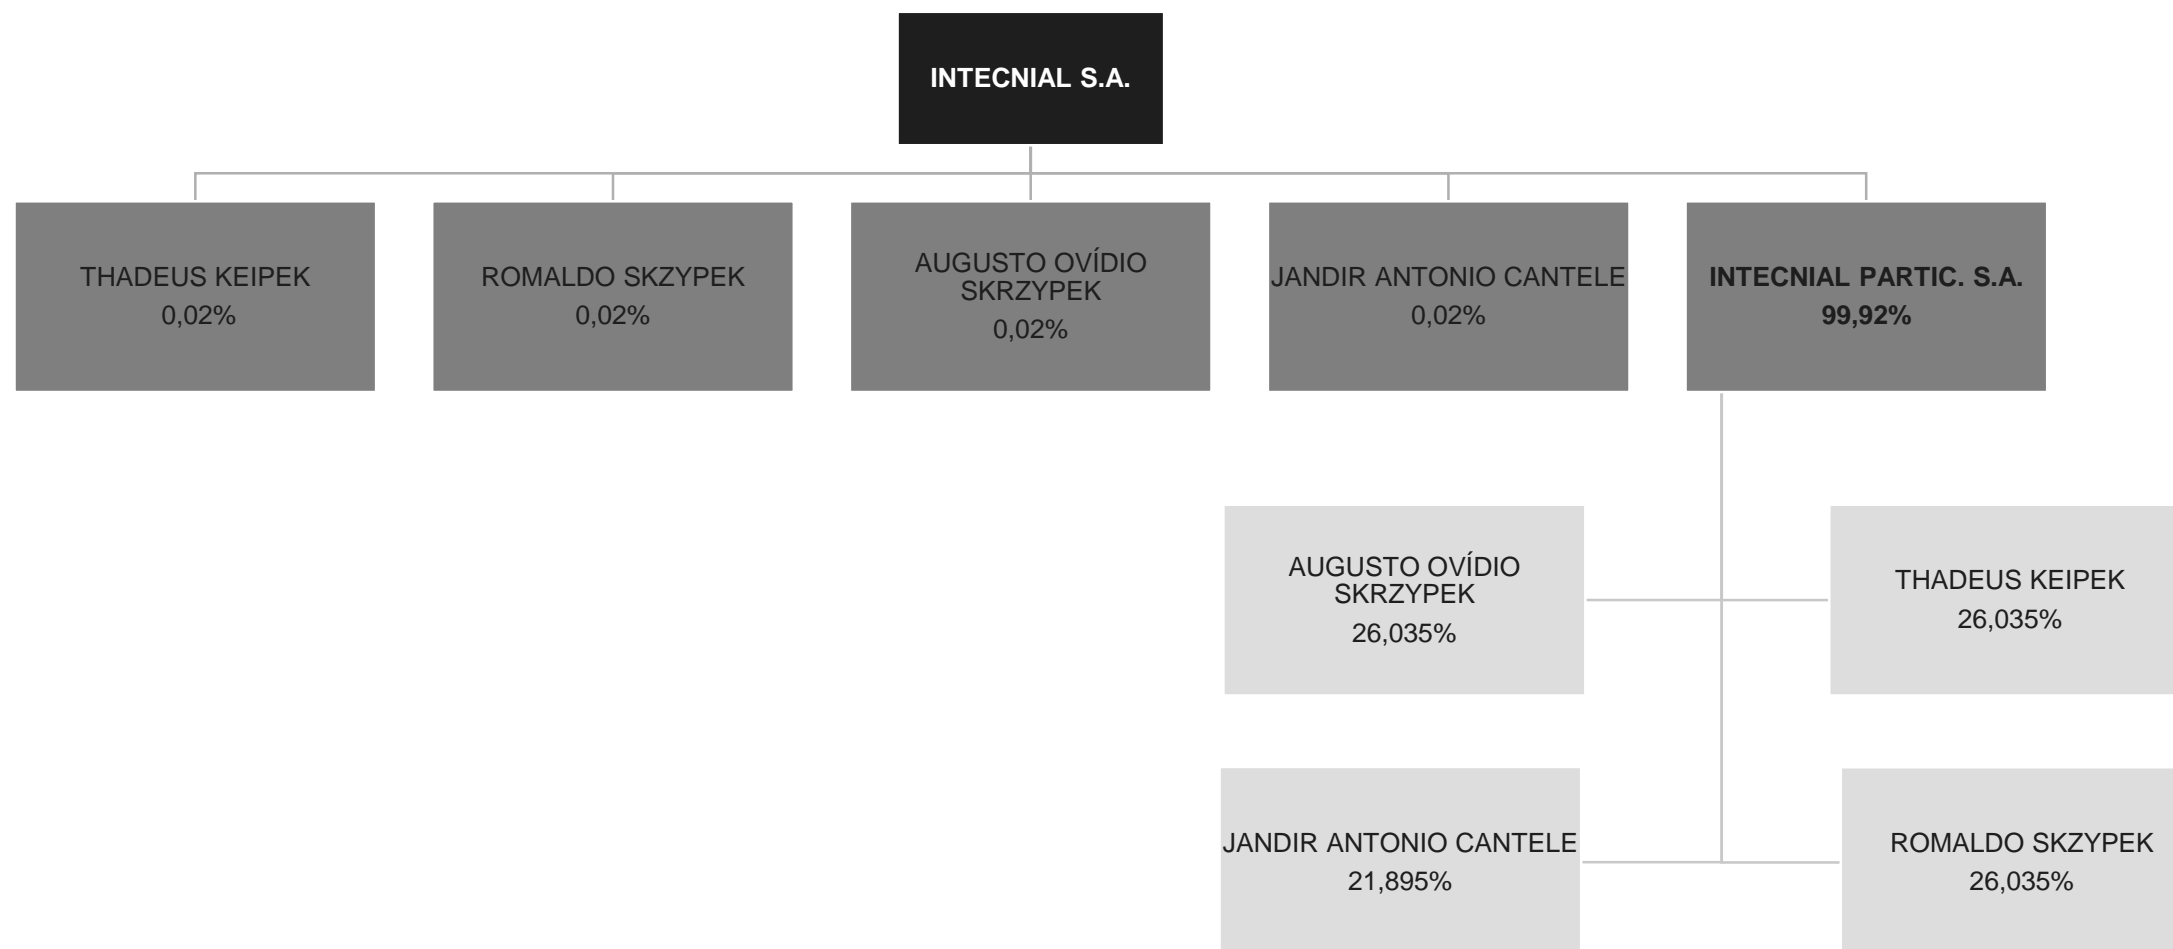 INTECNIAL S.A.
THADEUS KEIPEK
0,02%
ROMALDO SKZYPEK
0,02%
AUGUSTO OVÍDIO
SKRZYPEK
0,02%
JANDIR ANTONIO CANTELE
0,02%
INTECNIAL PARTIC. S.A.
99,92%
AUGUSTO OVÍDIO
SKRZYPEK
26,035%
THADEUS KEIPEK
26,035%
JANDIR ANTONIO CANTELE
21,895%
ROMALDO SKZYPEK
26,035%